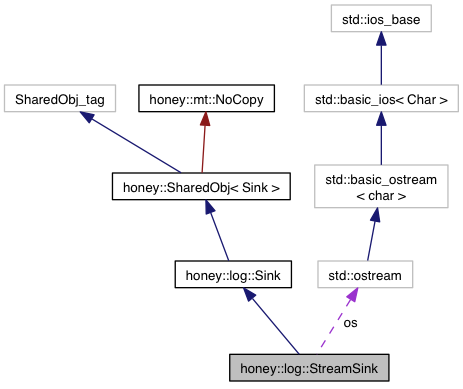 std::ios_base
SharedObj_tag
honey::mt::NoCopy
std::basic_ios< Char >
honey::SharedObj< Sink >
std::basic_ostream
< char >
honey::log::Sink
std::ostream
os
honey::log::StreamSink